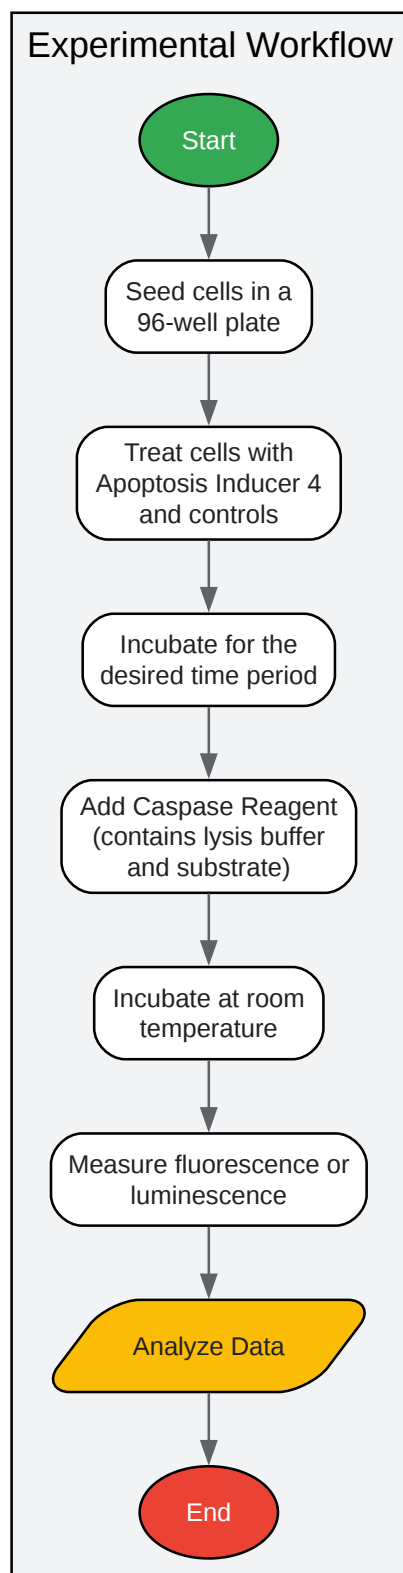 Experimental Workflow
Start
Seed cells in a
96-well plate
Treat cells with
Apoptosis Inducer 4
and controls
Incubate for the
desired time period
Add Caspase Reagent
(contains lysis buffer
and substrate)
Incubate at room
temperature
Measure fluorescence or
luminescence
Analyze Data
End